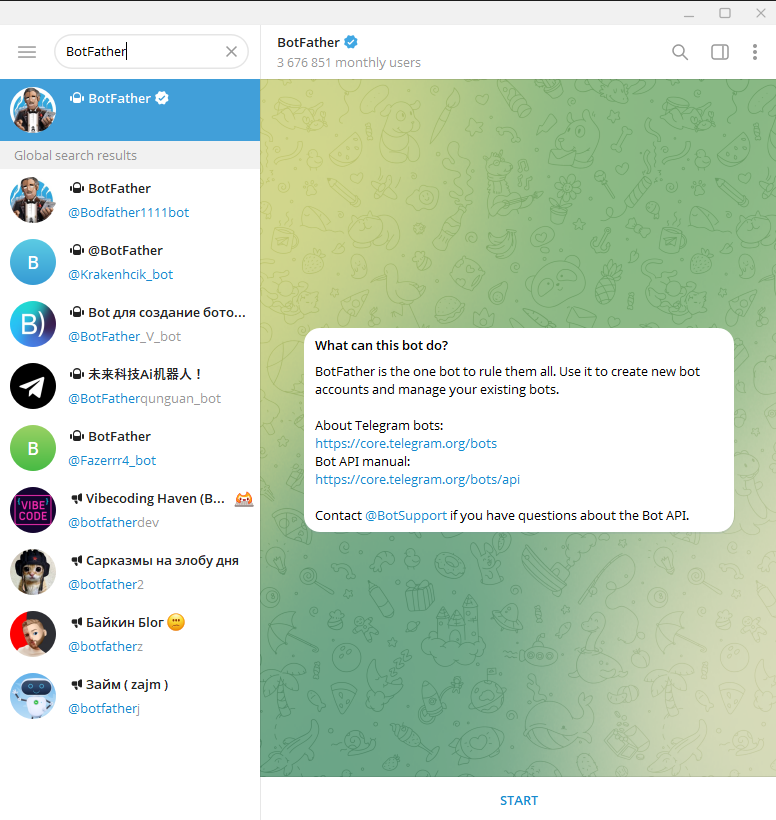 BotFather
BotFather
Global search results
BotFather
@Bodfather1111bot
B
@BotFather
@Krakenhcik_bot
B)
Bot для создание бото...
@BotFather_V_bot
未来科技Ai机器人！
@BotFatherqunguan_bot
B
BotFather
@Fazerrr4_bot
VIBE
CODE
Vibecoding Haven (B...
@botfatherdev
Сарказмы на злобу дня
@botfather2
Байкин Бlог
@botfatherz
Займ ( zajm )
@botfatherj
BotFather
3 676 851 monthly users
What can this bot do?
BotFather is the one bot to rule them all. Use it to create new bot
accounts and manage your existing bots.
About Telegram bots:
https://core.telegram.org/bots
Bot API manual:
https://core.telegram.org/bots/api
Contact @BotSupport if you have questions about the Bot API.
START